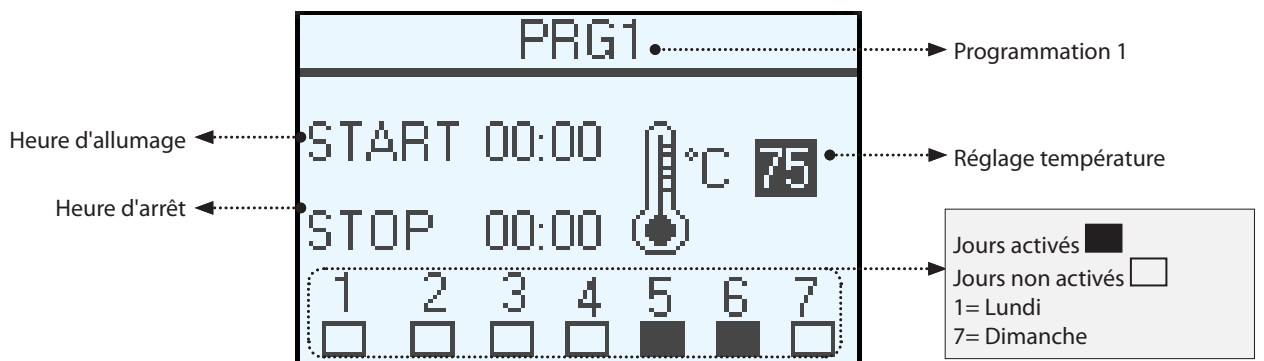 PRG1
Programmation 1
Heure d'allumage
START 00:00
°C 75
Réglage température
Heure d'arrêt
STOP 00:00
1 2 3 4 5 6 7
Jours activés
Jours non activés
1= Lundi
7= Dimanche